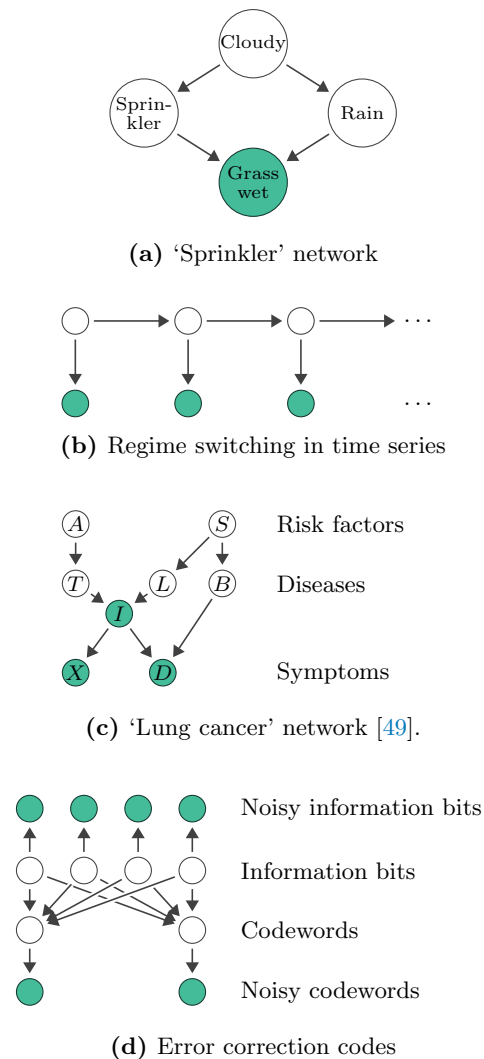 Cloudy
Sprin-
kler
Rain
Grass
wet
(a) ‘Sprinkler’ network
· · ·
· · ·
(b) Regime switching in time series
A S Risk factors
T L B Diseases
I
X D Symptoms
(c) ‘Lung cancer’ network [49].
Noisy information bits
Information bits
Codewords
Noisy codewords
(d) Error correction codes